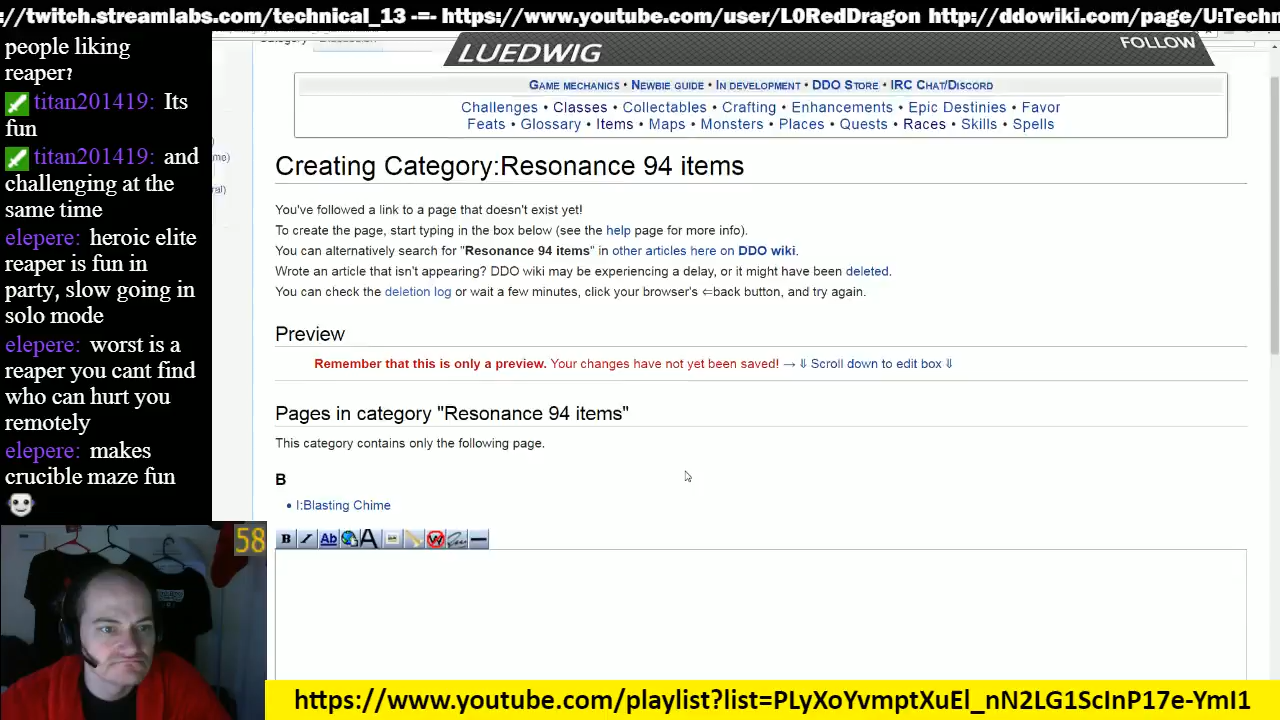 ://twitch.streamlabs.com/technical_13 -=- https://www.youtube.com/user/L0RedDragon http://ddowiki.com/page/U:Techn
people liking
reaper?
titan201419: Its
fun
titan201419: and
challenging at the
same time
elepere: heroic elite
reaper is fun in
party, slow going in
solo mode
elepere: worst is a
reaper you cant find
who can hurt you
remotely
elepere: makes
crucible maze fun
58
LUEDWIG
FOLLOW
Game mechanics • Newbie guide • In development • DDO Store • IRC Chat/Discord
Challenges • Classes • Collectables • Crafting • Enhancements • Epic Destinies • Favor
Feats • Glossary • Items • Maps • Monsters • Places • Quests • Races • Skills • Spells
Creating Category:Resonance 94 items
You've followed a link to a page that doesn't exist yet!
To create the page, start typing in the box below (see the help page for more info).
You can alternatively search for "Resonance 94 items" in other articles here on DDO wiki.
Wrote an article that isn't appearing? DDO wiki may be experiencing a delay, or it might have been deleted.
You can check the deletion log or wait a few minutes, click your browser's ⇐back button, and try again.
Preview
Remember that this is only a preview. Your changes have not yet been saved! → ⇓ Scroll down to edit box ⇓
Pages in category "Resonance 94 items"
This category contains only the following page.
B
• I:Blasting Chime
B I Ab A W
https://www.youtube.com/playlist?list=PLyXoYvmptXuEl_nN2LG1ScInP17e-YmI1